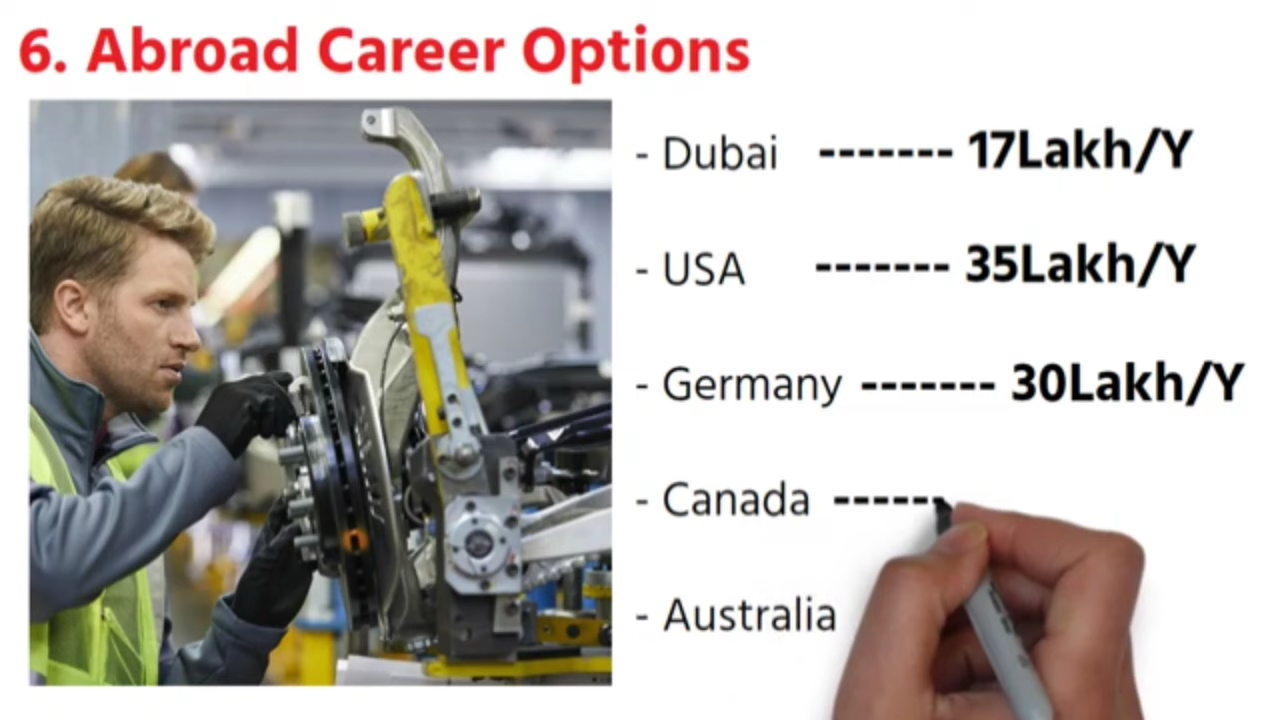 6. Abroad Career Options
- Dubai ------- 17Lakh/Y
- USA ------- 35Lakh/Y
- Germany ------- 30Lakh/Y
- Canada ------
- Australia